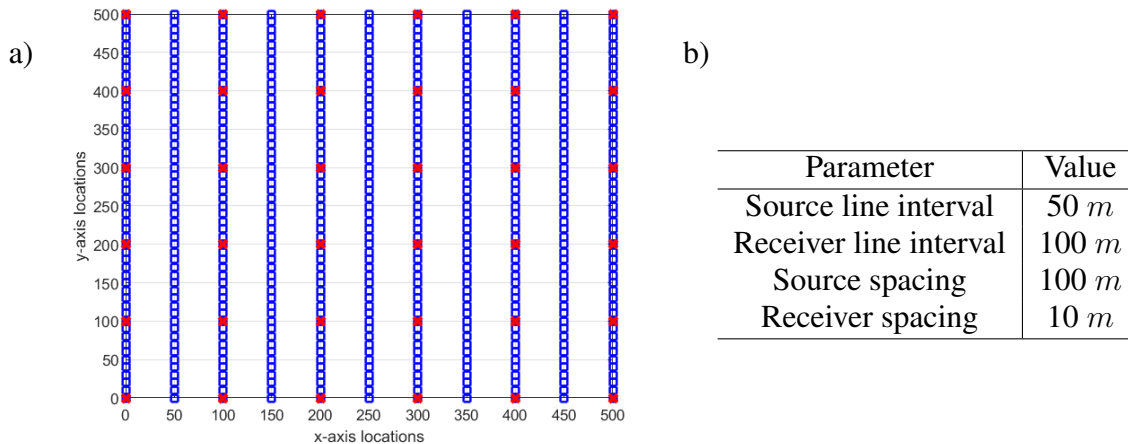 a)
500
450
400
350
300
250
200
150
100
50
0
y-axis locations
0 50 100 150 200 250 300 350 400 450 500
x-axis locations
b)
Parameter Value
Source line interval 50 m
Receiver line interval 100 m
Source spacing 100 m
Receiver spacing 10 m